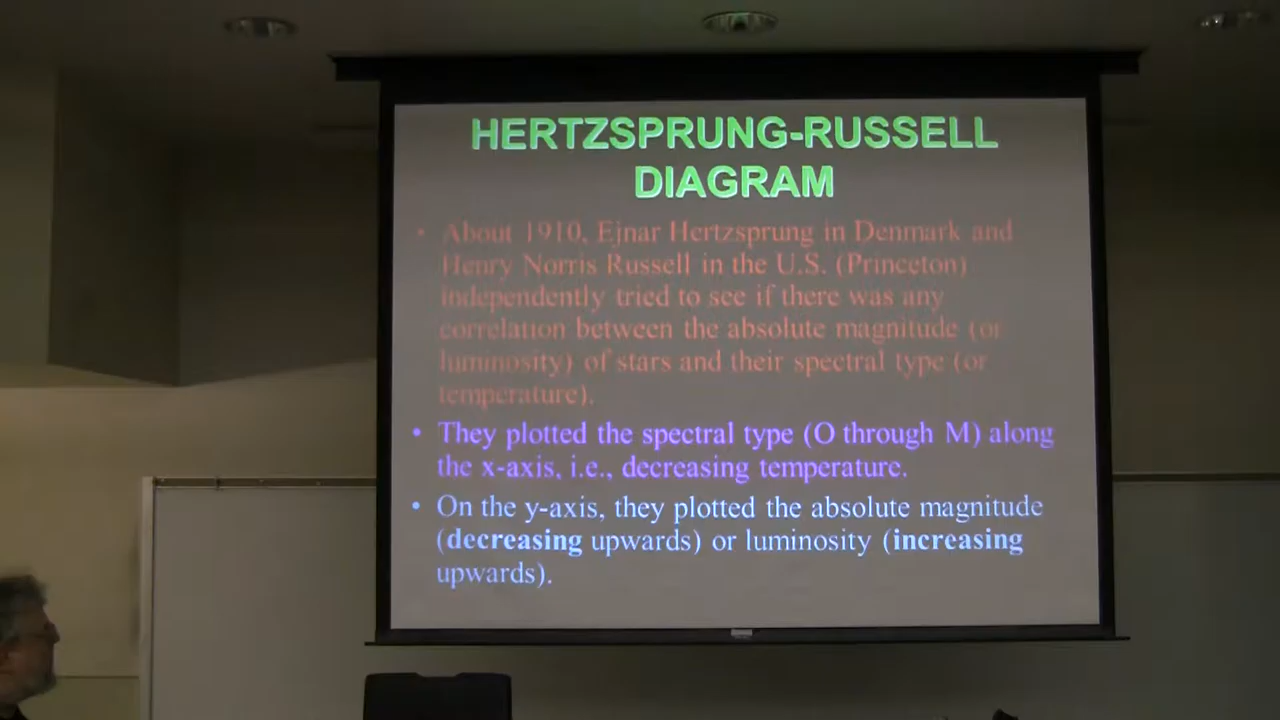 HERTZSPRUNG-RUSSELL
DIAGRAM
• About 1910, Ejnar Hertzsprung in Denmark and
Henry Norris Russell in the U.S. (Princeton)
independently tried to see if there was any
correlation between the absolute magnitude (or
luminosity) of stars and their spectral type (or
temperature).
• They plotted the spectral type (O through M) along
the x-axis, i.e., decreasing temperature.
• On the y-axis, they plotted the absolute magnitude
(decreasing upwards) or luminosity (increasing
upwards).